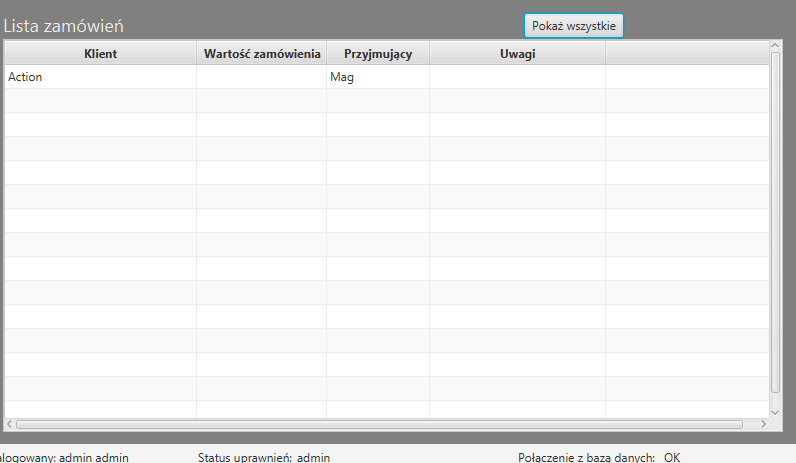 Lista zamówień
Pokaż wszystkie
Klient Wartość zamówienia Przyjmujący Uwagi
Action Mag
alogowany: admin admin Status uprawnień: admin Połączenie z bazą danych: OK